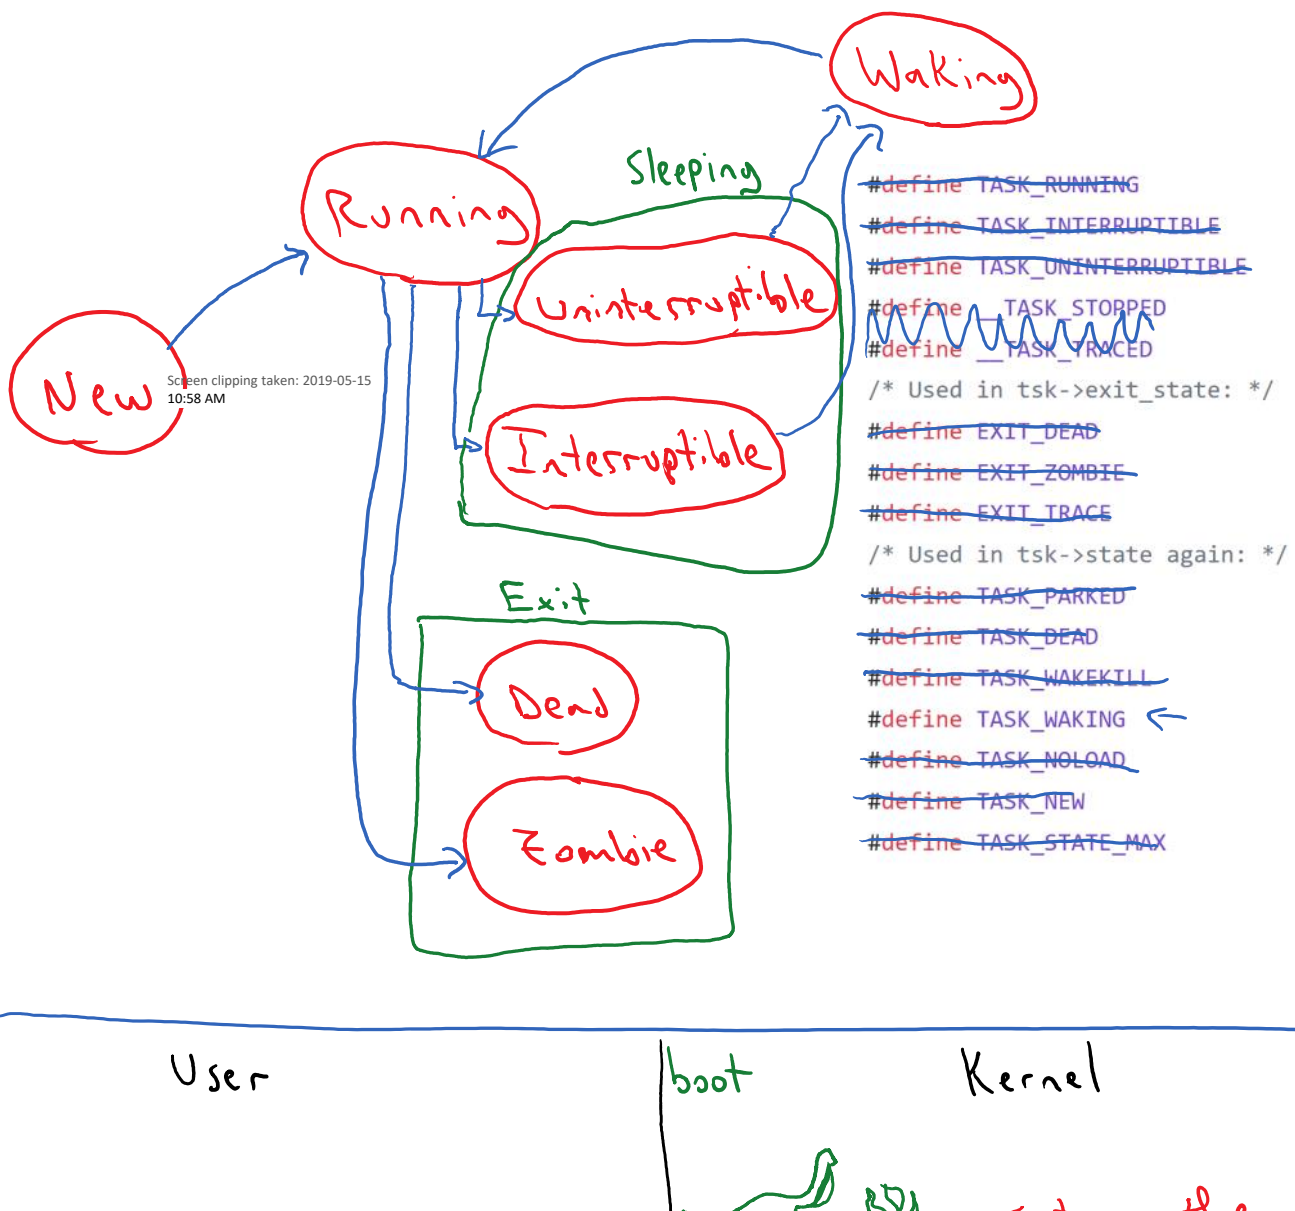 Waking
Sleeping
Running
Uninterruptible
New
Screen clipping taken: 2019-05-15
10:58 AM
Interruptible
Exit
Dead
Zombie
#define TASK_RUNNING
#define TASK_INTERRUPTIBLE
#define TASK_UNINTERRUPTIBLE
#define __TASK_STOPPED
#define __TASK_TRACED
/* Used in tsk->exit_state: */
#define EXIT_DEAD
#define EXIT_ZOMBIE
#define EXIT_TRACE
/* Used in tsk->state again: */
#define TASK_PARKED
#define TASK_DEAD
#define TASK_WAKEKILL
#define TASK_WAKING
#define TASK_NOLOAD
#define TASK_NEW
#define TASK_STATE_MAX
User
boot
Kernel